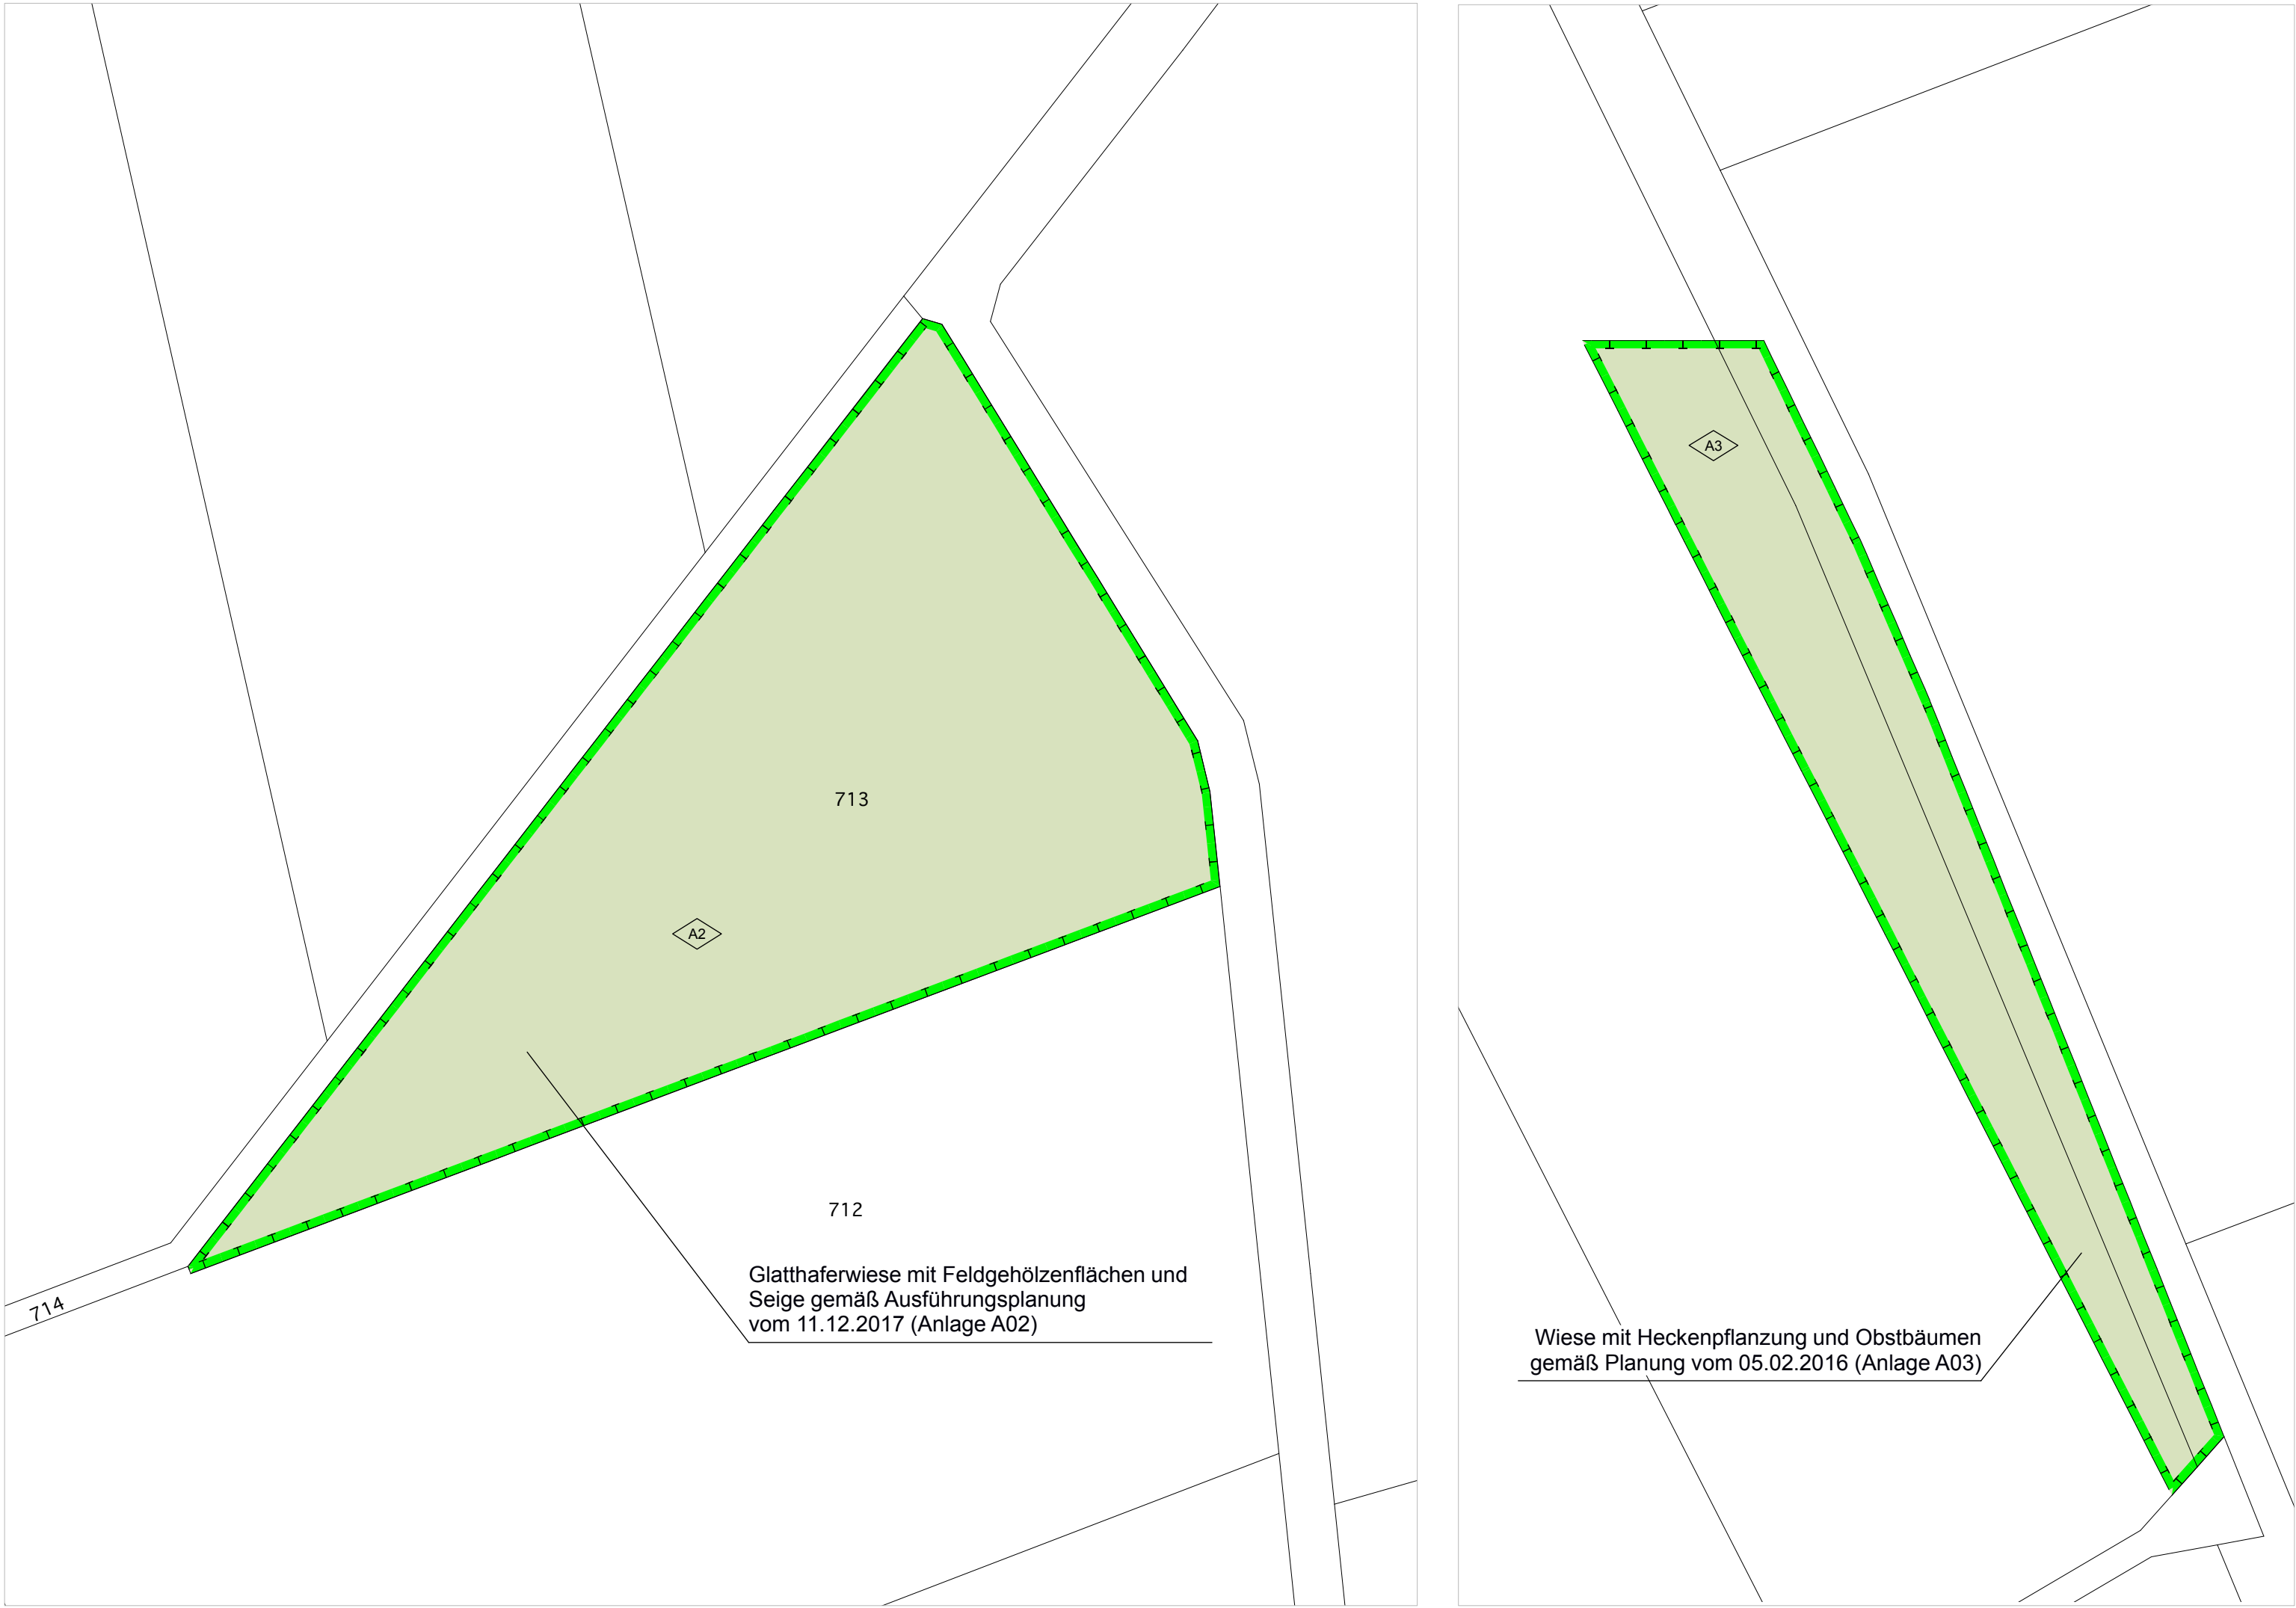 713
A2
712
Glatthaferwiese mit Feldgehölzenflächen und
Seige gemäß Ausführungsplanung
vom 11.12.2017 (Anlage A02)
714
A3
Wiese mit Heckenpflanzung und Obstbäumen
gemäß Planung vom 05.02.2016 (Anlage A03)